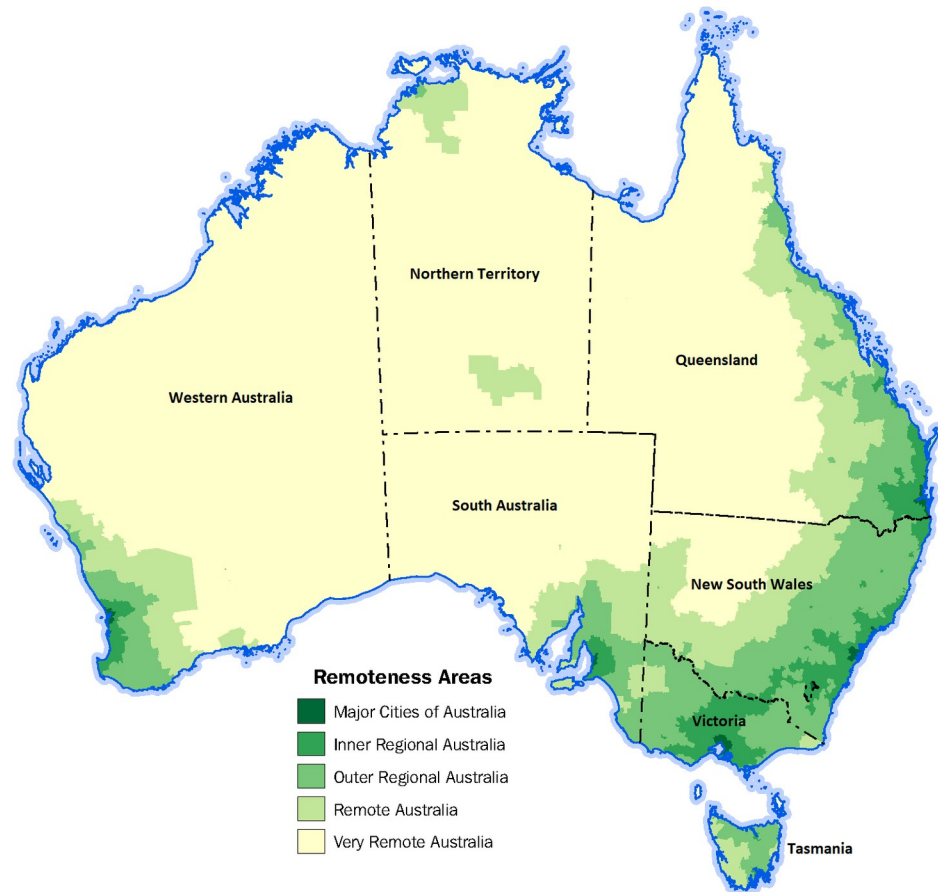 Northern Territory
Queensland
Western Australia
South Australia
New South Wales
Victoria
Tasmania
Remoteness Areas
Major Cities of Australia
Inner Regional Australia
Outer Regional Australia
Remote Australia
Very Remote Australia